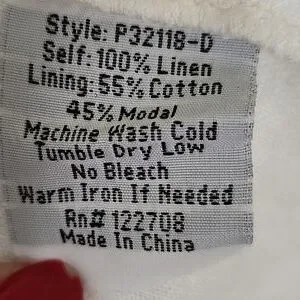 Style: P32118-D
Self: 100% Linen
Lining: 55% Cotton
45% Modal
Machine Wash Cold
Tumble Dry Low
No Bleach
Warm Iron If Needed
Rn# 122708
Made In China